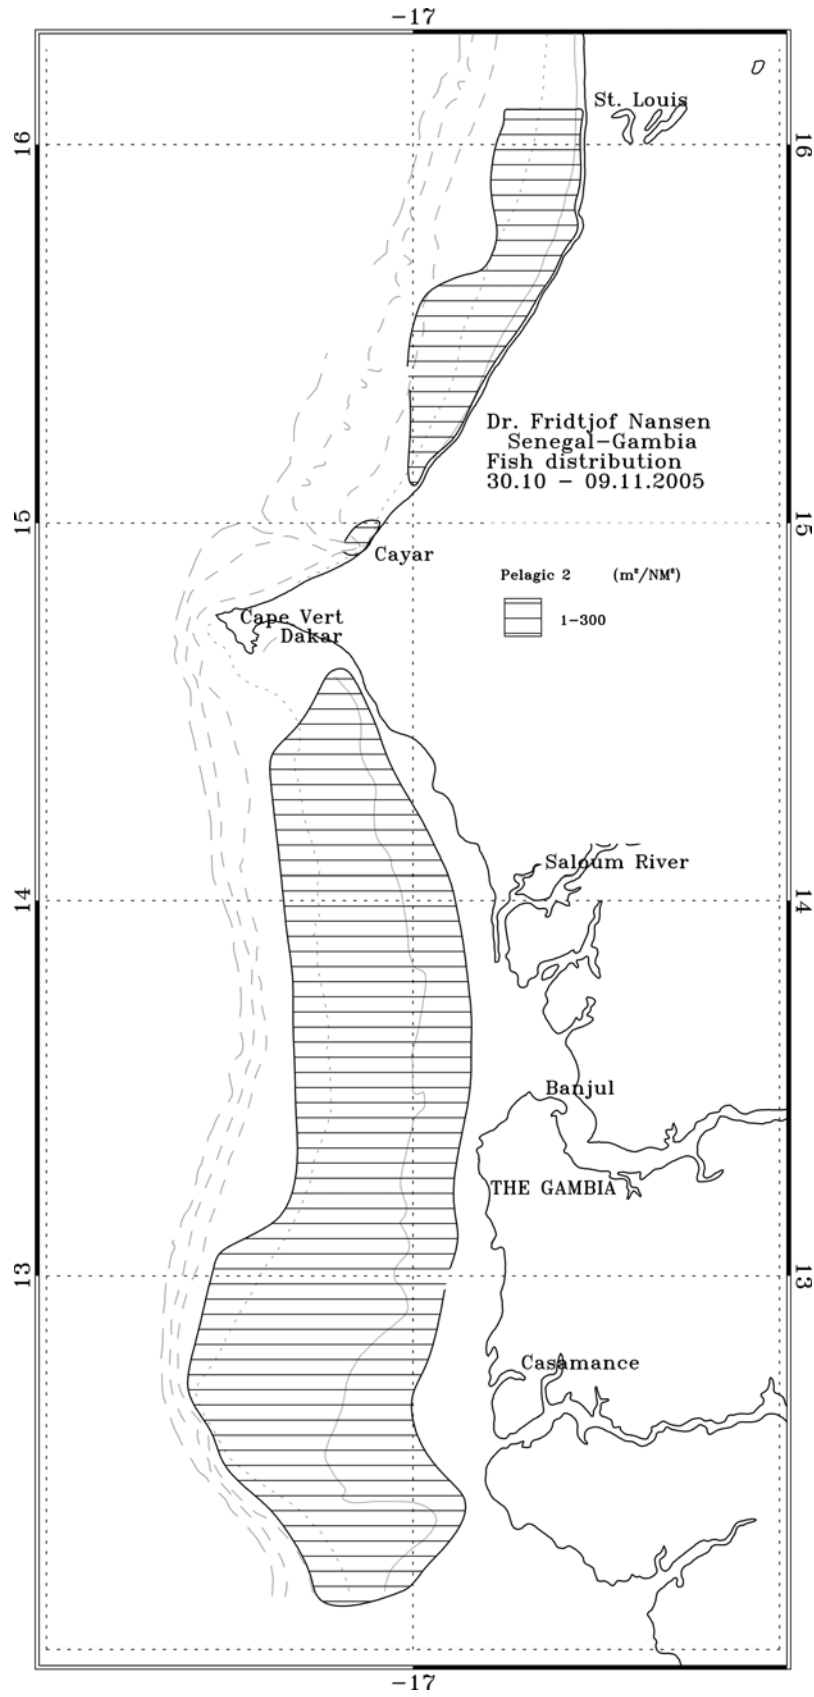 -17
St. Louis
16
16
Dr. Fridtjof Nansen
Senegal-Gambia
Fish distribution
30.10 - 09.11.2005
15
15
Cayar
Pelagic 2 (m²/NM²)
1-300
Cape Vert
Dakar
Saloum River
14
14
Banjul
THE GAMBIA
13
13
Casamance
-17